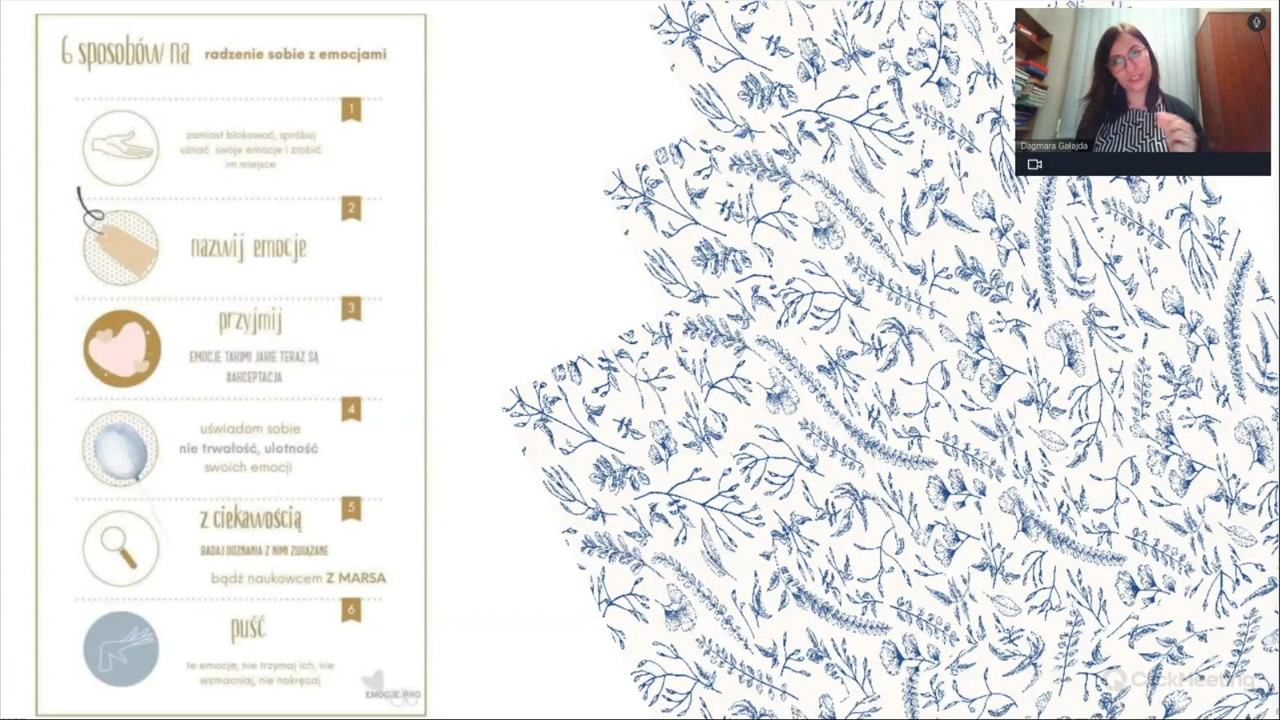 6 sposobów na radzenie sobie z emocjami
1
zamiast blokować, spróbuj
uznać swoje emocje i zrobić
im miejsce
2
nazwij emocje
3
przyjmij
EMOCJE TAKIMI JAKIE TERAZ SĄ
#AKCEPTACJA
4
uświadom sobie
nie trwałość, ulotność
swoich emocji
5
z ciekawością
BADAJ DOZNANIA Z NIMI ZWIĄZANE
bądź naukowcem Z MARSA
6
puść
te emocje, nie trzymaj ich, nie
wzmacniaj, nie nakręcaj
EMOCJE.PRO
Dagmara Gałajda
ClickMeeting